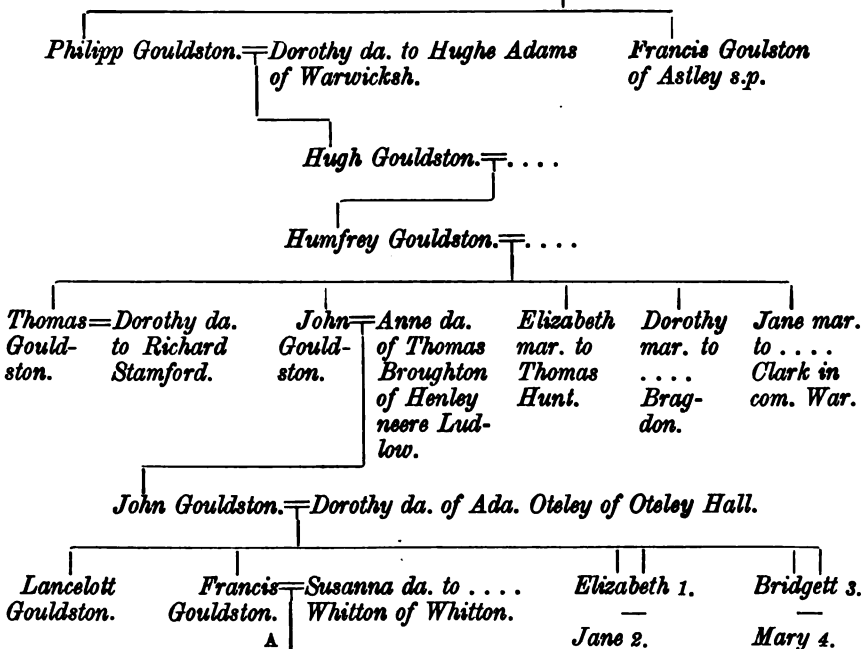 Philipp Gouldston.=Dorothy da. to Hughe Adams
of Warwicksh.
Francis Goulston
of Astley s.p.
Hugh Gouldston.=. . . .
Humfrey Gouldston.=. . . .
Thomas=Dorothy da.
Gould- to Richard
ston. Stamford.
John=Anne da.
Gould- of Thomas
ston. Broughton
of Henley
neere Lud-
low.
Elizabeth
mar. to
Thomas
Hunt.
Dorothy
mar. to
. . . .
Brag-
don.
Jane mar.
to . . . .
Clark in
com. War.
John Gouldston.=Dorothy da. of Ada. Oteley of Oteley Hall.
Lancelott
Gouldston.
Francis=Susanna da. to . . . .
Gouldston. Whitton of Whitton.
A
Elizabeth 1.
—
Jane 2.
Bridgett 3.
—
Mary 4.